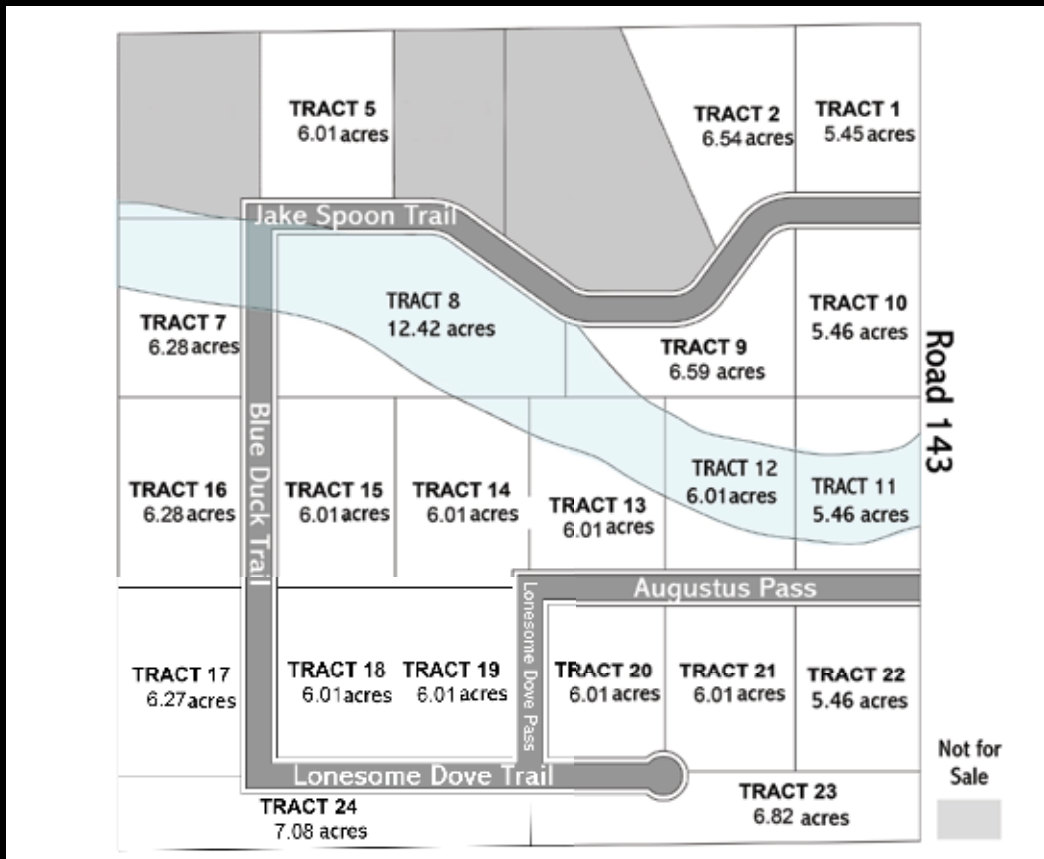 TRACT 5
6.01 acres
TRACT 2
6.54 acres
TRACT 1
5.45 acres
Jake Spoon Trail
TRACT 8
12.42 acres
TRACT 10
5.46 acres
TRACT 7
6.28 acres
TRACT 9
6.59 acres
Road 143
Blue Duck Trail
TRACT 16
6.28 acres
TRACT 15
6.01 acres
TRACT 14
6.01 acres
TRACT 13
6.01 acres
TRACT 12
6.01 acres
TRACT 11
5.46 acres
Augustus Pass
Lonesome Dove Pass
TRACT 17
6.27 acres
TRACT 18
6.01 acres
TRACT 19
6.01 acres
TRACT 20
6.01 acres
TRACT 21
6.01 acres
TRACT 22
5.46 acres
Not for
Sale
Lonesome Dove Trail
TRACT 23
6.82 acres
TRACT 24
7.08 acres